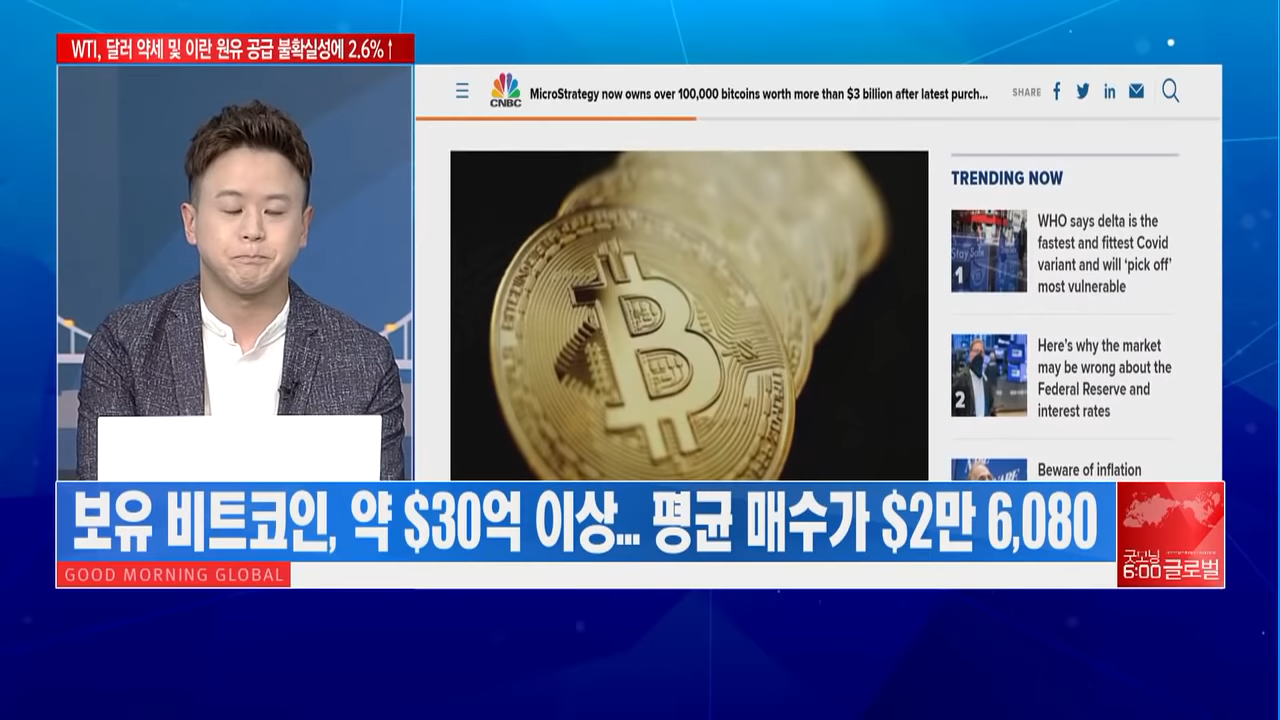 WTI, 달러 약세 및 이란 원유 공급 불확실성에 2.6%↑
CNBC
MicroStrategy now owns over 100,000 bitcoins worth more than $3 billion after latest purch...
SHARE
TRENDING NOW
1
WHO says delta is the
fastest and fittest Covid
variant and will ‘pick off’
most vulnerable
2
Here’s why the market
may be wrong about the
Federal Reserve and
interest rates
Beware of inflation
보유 비트코인, 약 $30억 이상... 평균 매수가 $2만 6,080
GOOD MORNING GLOBAL
굿모닝
6:00 글로벌